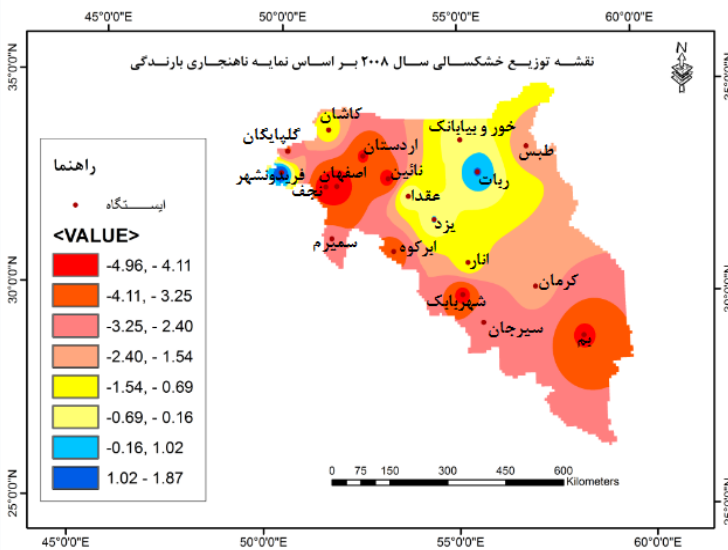 45°0'0"E 50°0'0"E 55°0'0"E 60°0'0"E
نقشه توزیع خشکسالی سال ۲۰۰۸ بر اساس نمایه ناهنجاری بارندگی
N
35°0'0"N
30°0'0"N
25°0'0"N
کاشان
گلپایگان
اردستان
خور و بیابانک
طبس
فریدونشهر
اصفهان
نجف
نائین
ربات
عقدا
یزد
سمیرم
ابرکوه
انار
کرمان
شهربابک
سیرجان
بم
راهنما
ایستگاه
<VALUE>
-4.96, - 4.11
-4.11, - 3.25
-3.25, - 2.40
-2.40, - 1.54
-1.54, - 0.69
-0.69, - 0.16
-0.16, 1.02
1.02 - 1.87
0 75 150 300 450 600
Kilometers
45°0'0"E 50°0'0"E 55°0'0"E 60°0'0"E